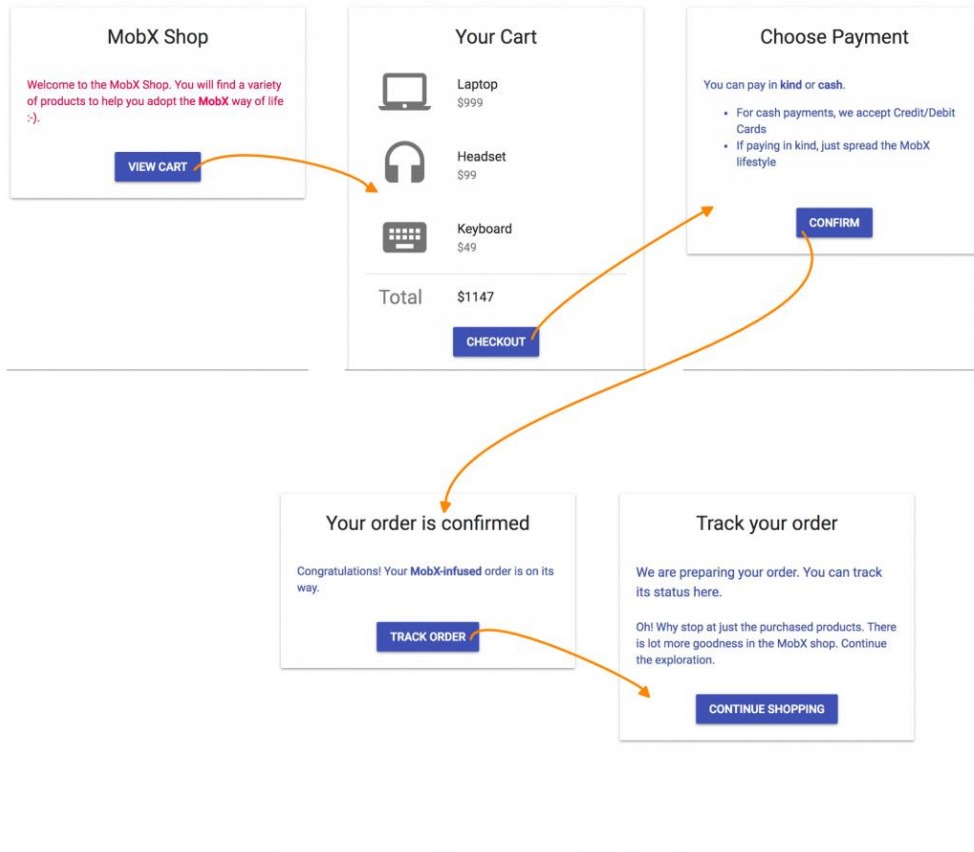 MobX Shop
Welcome to the MobX Shop. You will find a variety
of products to help you adopt the MobX way of life
:-).
VIEW CART
Your Cart
Laptop
$999
Headset
$99
Keyboard
$49
Total $1147
CHECKOUT
Choose Payment
You can pay in kind or cash.
• For cash payments, we accept Credit/Debit
Cards
• If paying in kind, just spread the MobX
lifestyle
CONFIRM
Your order is confirmed
Congratulations! Your MobX-infused order is on its
way.
TRACK ORDER
Track your order
We are preparing your order. You can track
its status here.
Oh! Why stop at just the purchased products. There
is lot more goodness in the MobX shop. Continue
the exploration.
CONTINUE SHOPPING